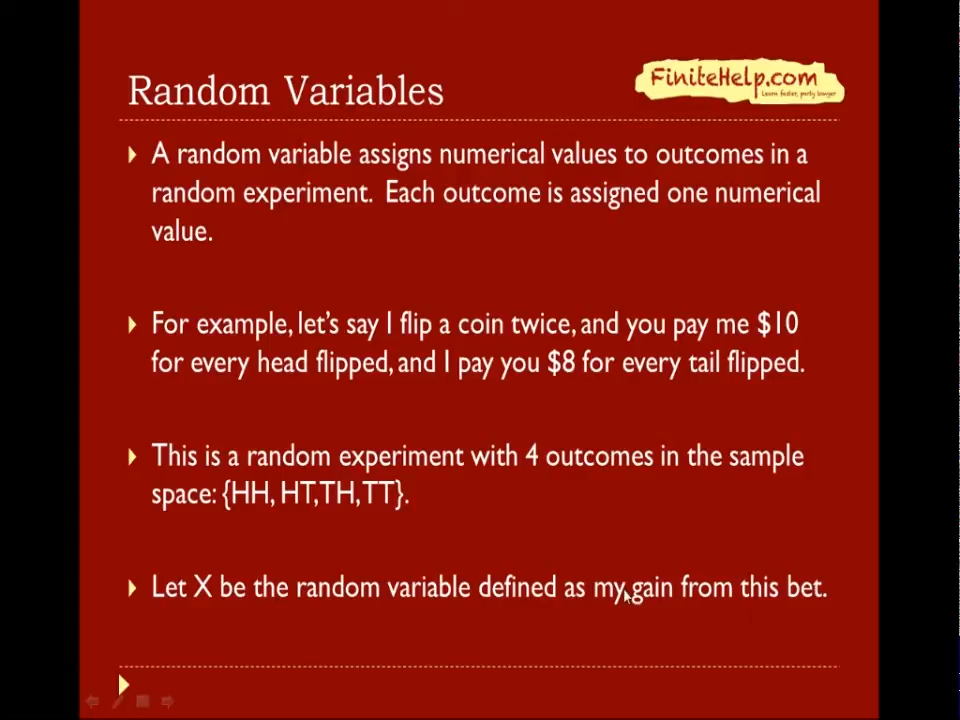 Random Variables
FiniteHelp.com
Learn faster, party longer
A random variable assigns numerical values to outcomes in a
random experiment. Each outcome is assigned one numerical
value.
For example, let's say I flip a coin twice, and you pay me $10
for every head flipped, and I pay you $8 for every tail flipped.
This is a random experiment with 4 outcomes in the sample
space: {HH, HT, TH, TT}.
Let X be the random variable defined as my gain from this bet.